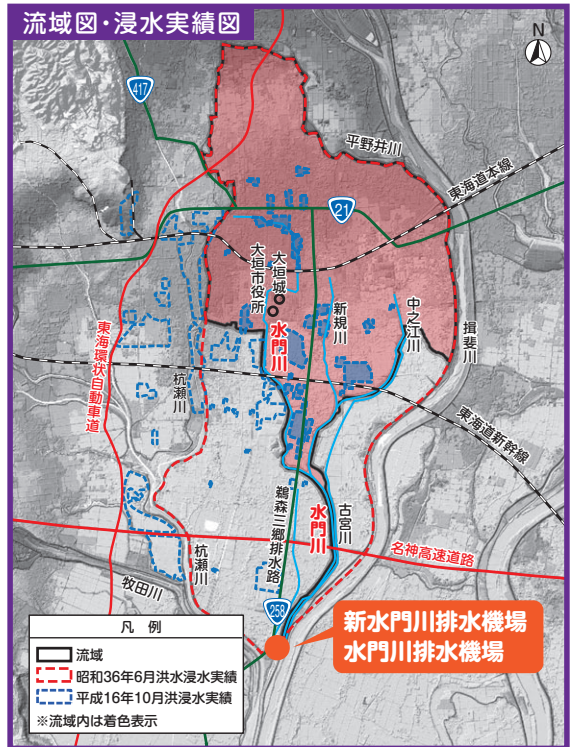 流域図・浸水実績図
N
417
平野井川
東海道本線
21
大垣城
大垣市役所
水門川
新規川
中之江川
揖斐川
東海環状自動車道
杭瀬川
東海道新幹線
鵜森三郷排水路
水門川
古宮川
名神高速道路
杭瀬川
牧田川
258
新水門川排水機場
水門川排水機場
凡例
流域
昭和36年6月洪水浸水実績
平成16年10月洪浸水実績
※流域内は着色表示